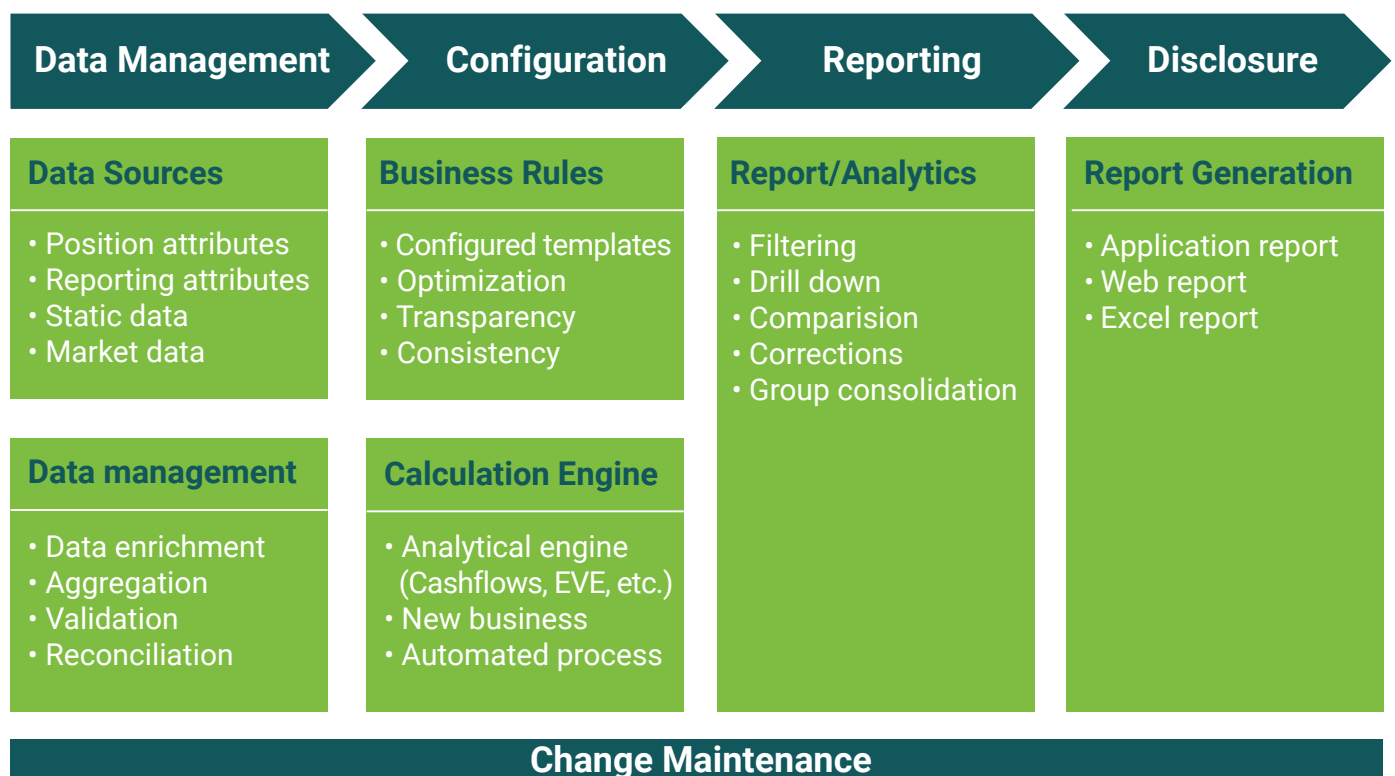 Data Management
Configuration
Reporting
Disclosure
Data Sources
• Position attributes
• Reporting attributes
• Static data
• Market data
Data management
• Data enrichment
• Aggregation
• Validation
• Reconciliation
Business Rules
• Configured templates
• Optimization
• Transparency
• Consistency
Calculation Engine
• Analytical engine
(Cashflows, EVE, etc.)
• New business
• Automated process
Report/Analytics
• Filtering
• Drill down
• Comparision
• Corrections
• Group consolidation
Report Generation
• Application report
• Web report
• Excel report
Change Maintenance